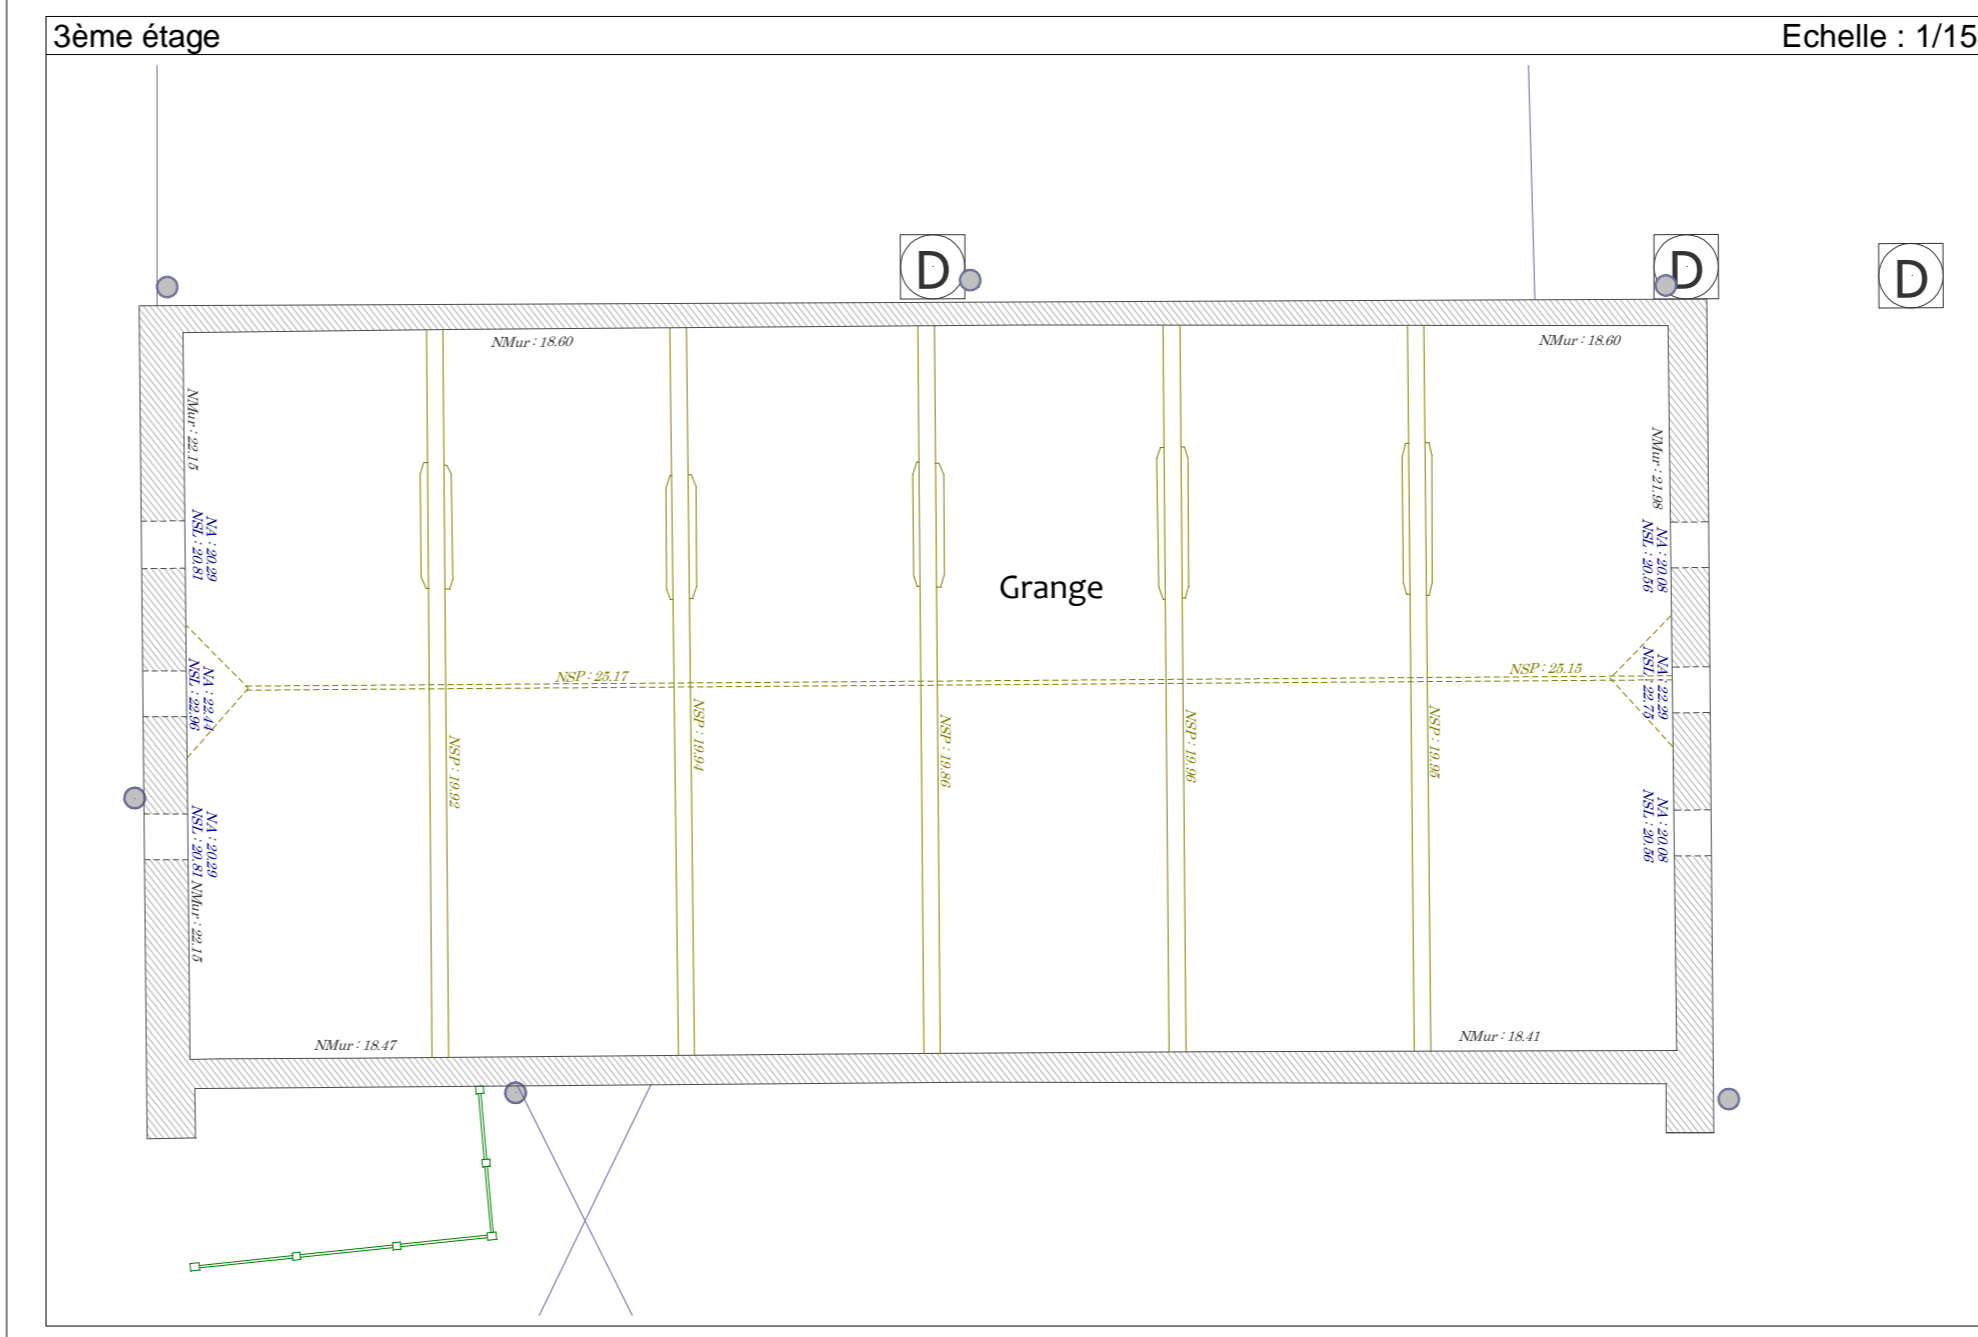 3ème étage
Echelle : 1/15
D
D
D
NMur : 18.60
NMur : 18.60
NMur : 22.15
NMur : 21.98
NA : 20.29
NSL : 20.81
NA : 20.08
NSL : 20.56
Grange
NA : 22.44
NSL : 22.96
NSP : 25.17
NSP : 25.15
NA : 22.29
NSL : 22.75
NSP : 19.92
NSP : 19.94
NSP : 19.86
NSP : 19.96
NSP : 19.95
NA : 20.29
NSL : 20.81
NA : 20.08
NSL : 20.56
NMur : 22.15
NMur : 18.47
NMur : 18.41